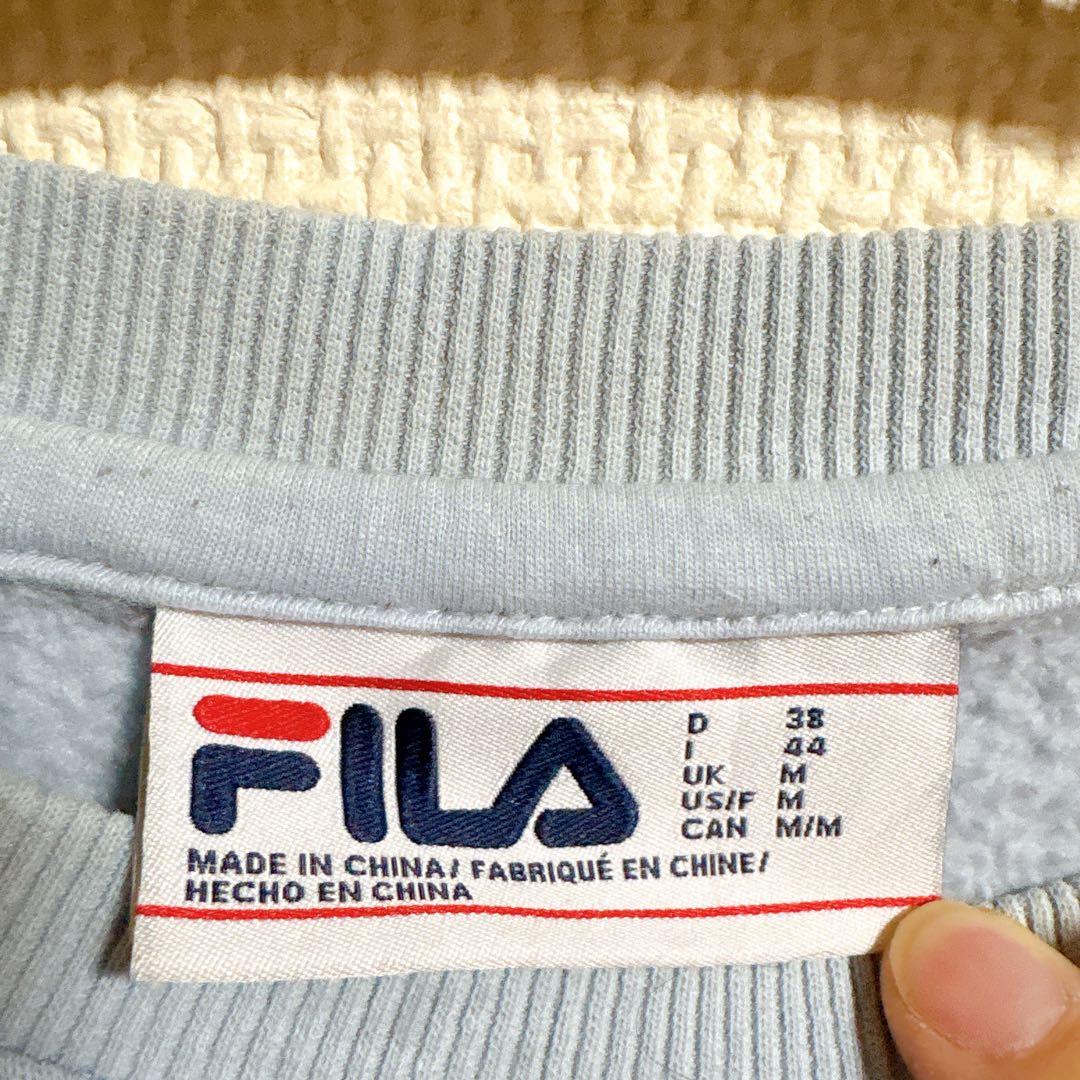 FILA
D 38
I 44
UK M
US/F M
CAN M/M
MADE IN CHINA/ FABRIQUÉ EN CHINE/
HECHO EN CHINA